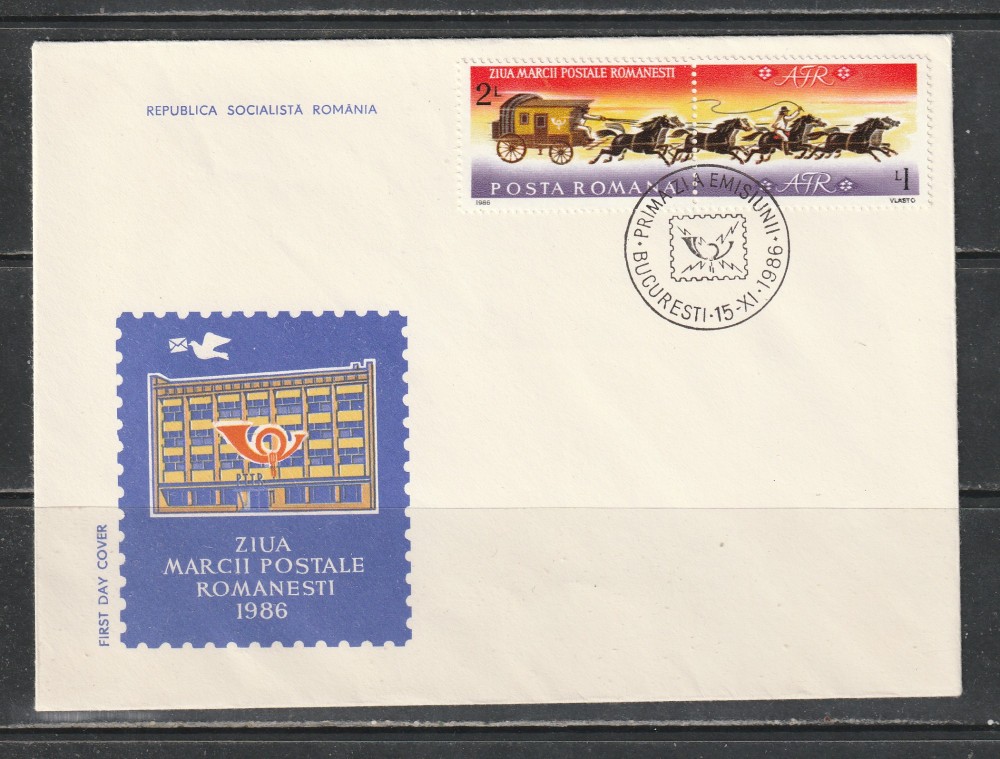 REPUBLICA SOCIALISTĂ ROMÂNIA
ZIUA MARCII POSTALE ROMANESTI
AFR
2L
POSTA ROMANA
AFR
L1
1986
VLASTO
• PRIMA ZI A EMISIUNII •
BUCURESTI • 15-XI • 1986
PTTR
ZIUA
MARCII POSTALE
ROMANESTI
1986
FIRST DAY COVER